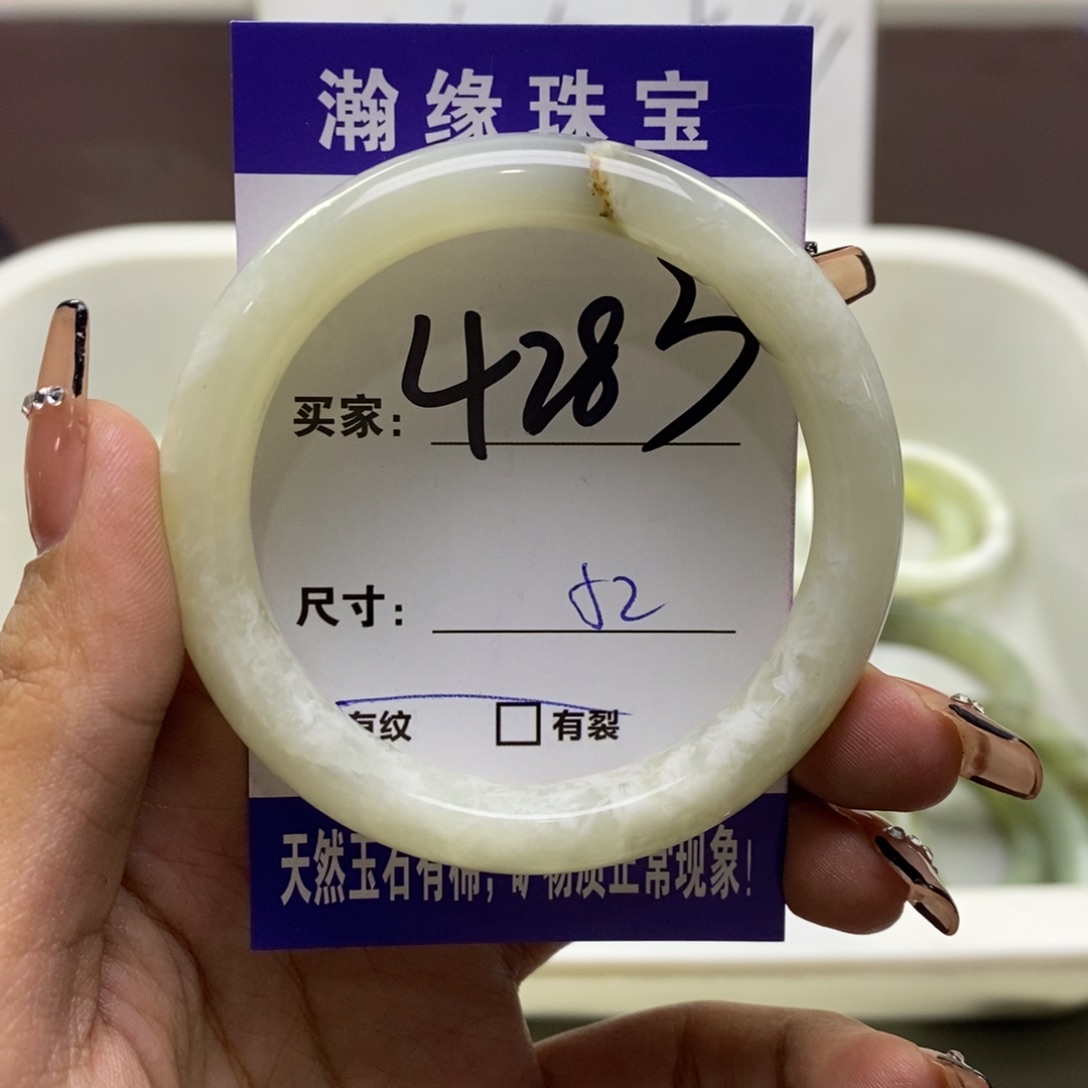 瀚缘珠宝
买家: 4283
尺寸: 52
有纹 □有裂
天然玉石有棉,矿物质正常现象!